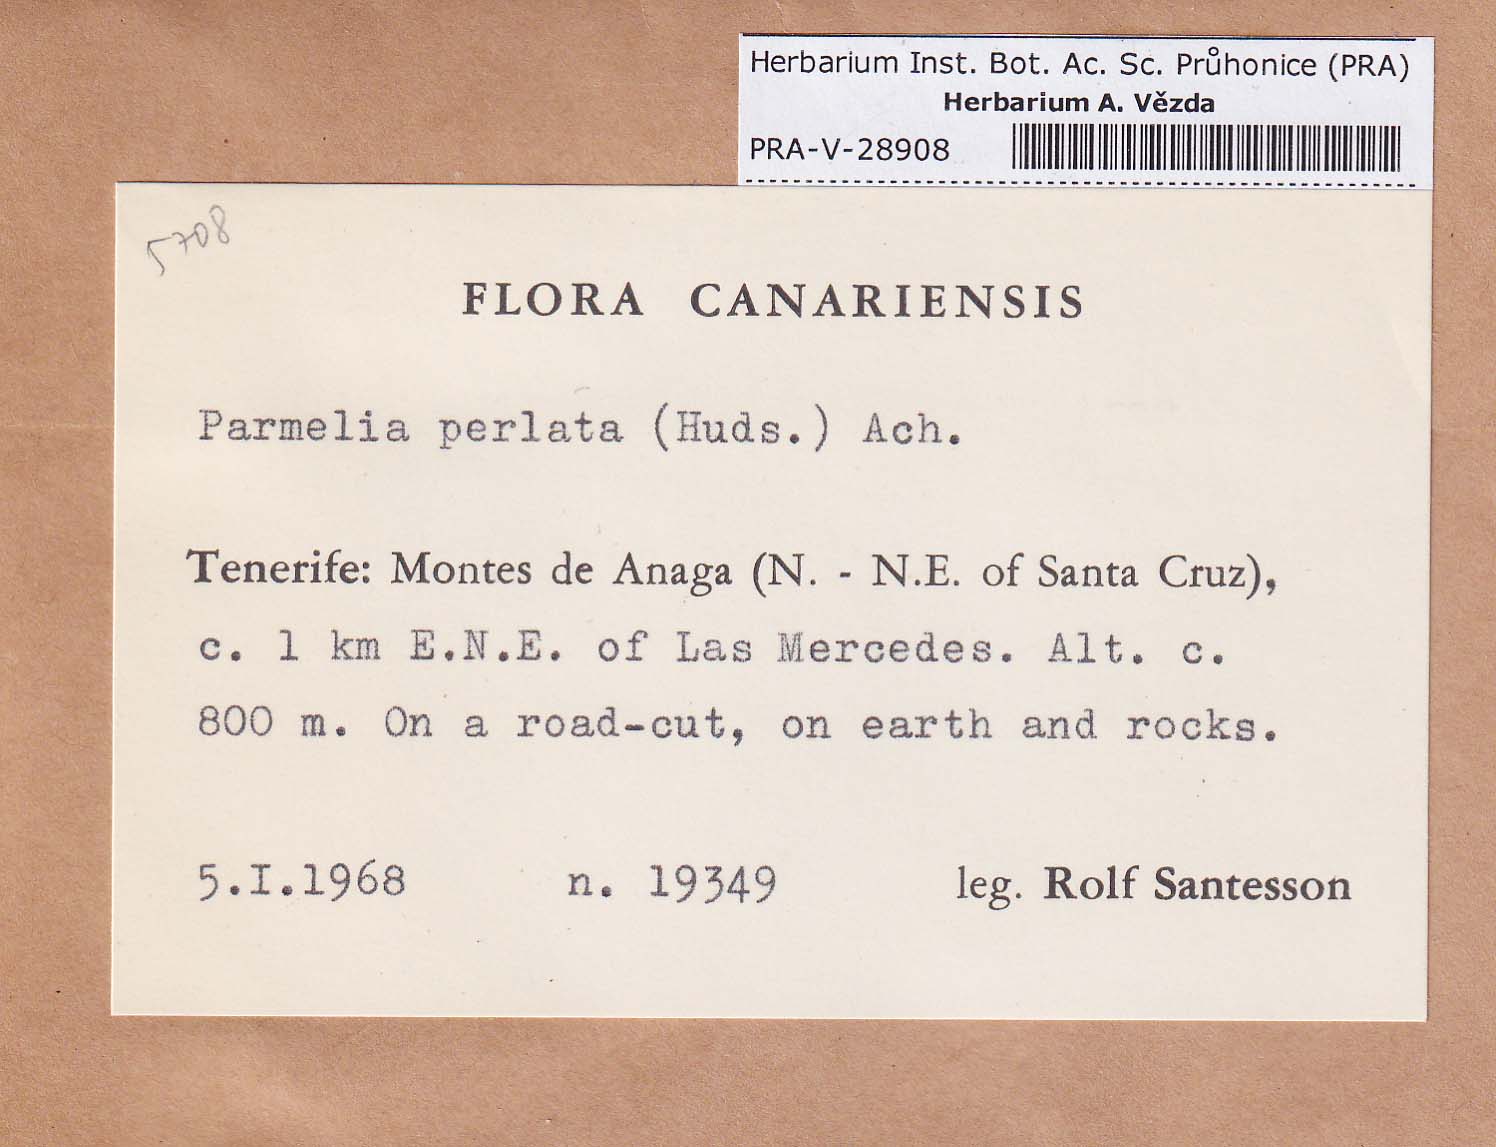 Herbarium Inst. Bot. Ac. Sc. Průhonice (PRA)
Herbarium A. Vězda
PRA-V-28908
5708
FLORA CANARIENSIS
Parmelia perlata (Huds.) Ach.
Tenerife: Montes de Anaga (N. - N.E. of Santa Cruz),
c. 1 km E.N.E. of Las Mercedes. Alt. c.
800 m. On a road-cut, on earth and rocks.
5.I.1968 n. 19349 leg. Rolf Santesson